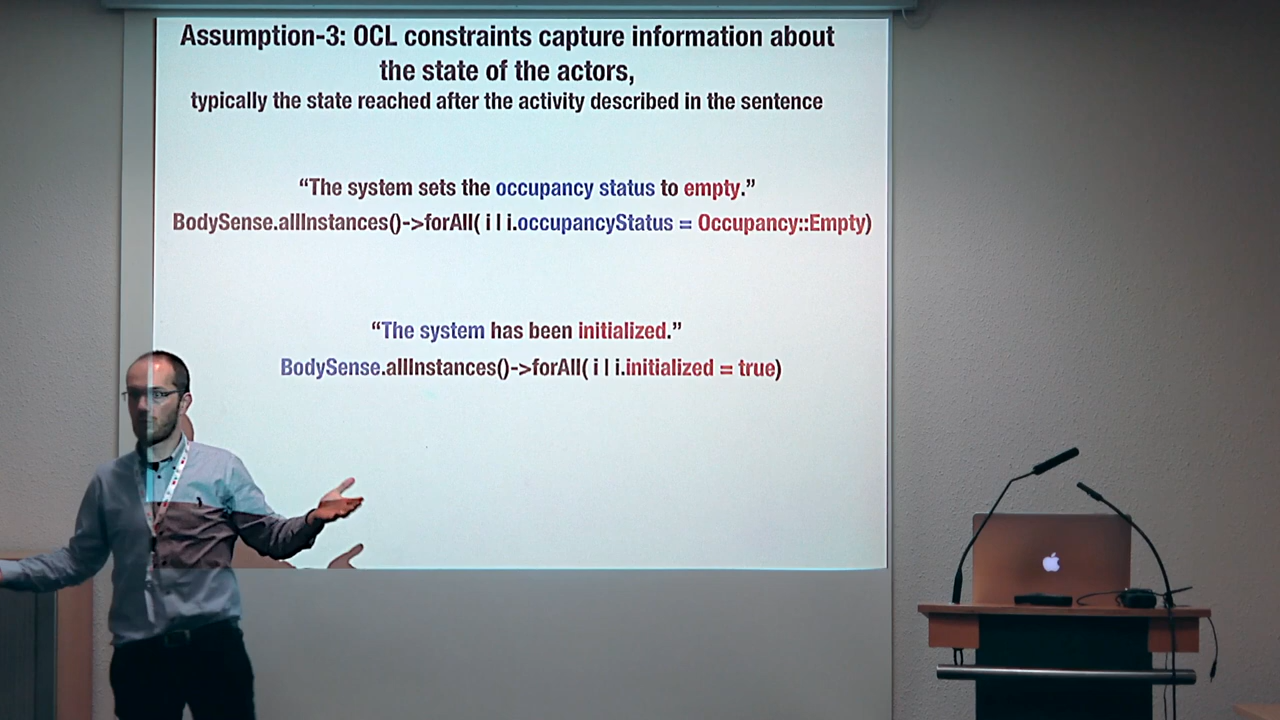 Assumption-3: OCL constraints capture information about
the state of the actors,
typically the state reached after the activity described in the sentence
“The system sets the occupancy status to empty.”
BodySense.allInstances()->forAll( i | i.occupancyStatus = Occupancy::Empty)
“The system has been initialized.”
BodySense.allInstances()->forAll( i | i.initialized = true)